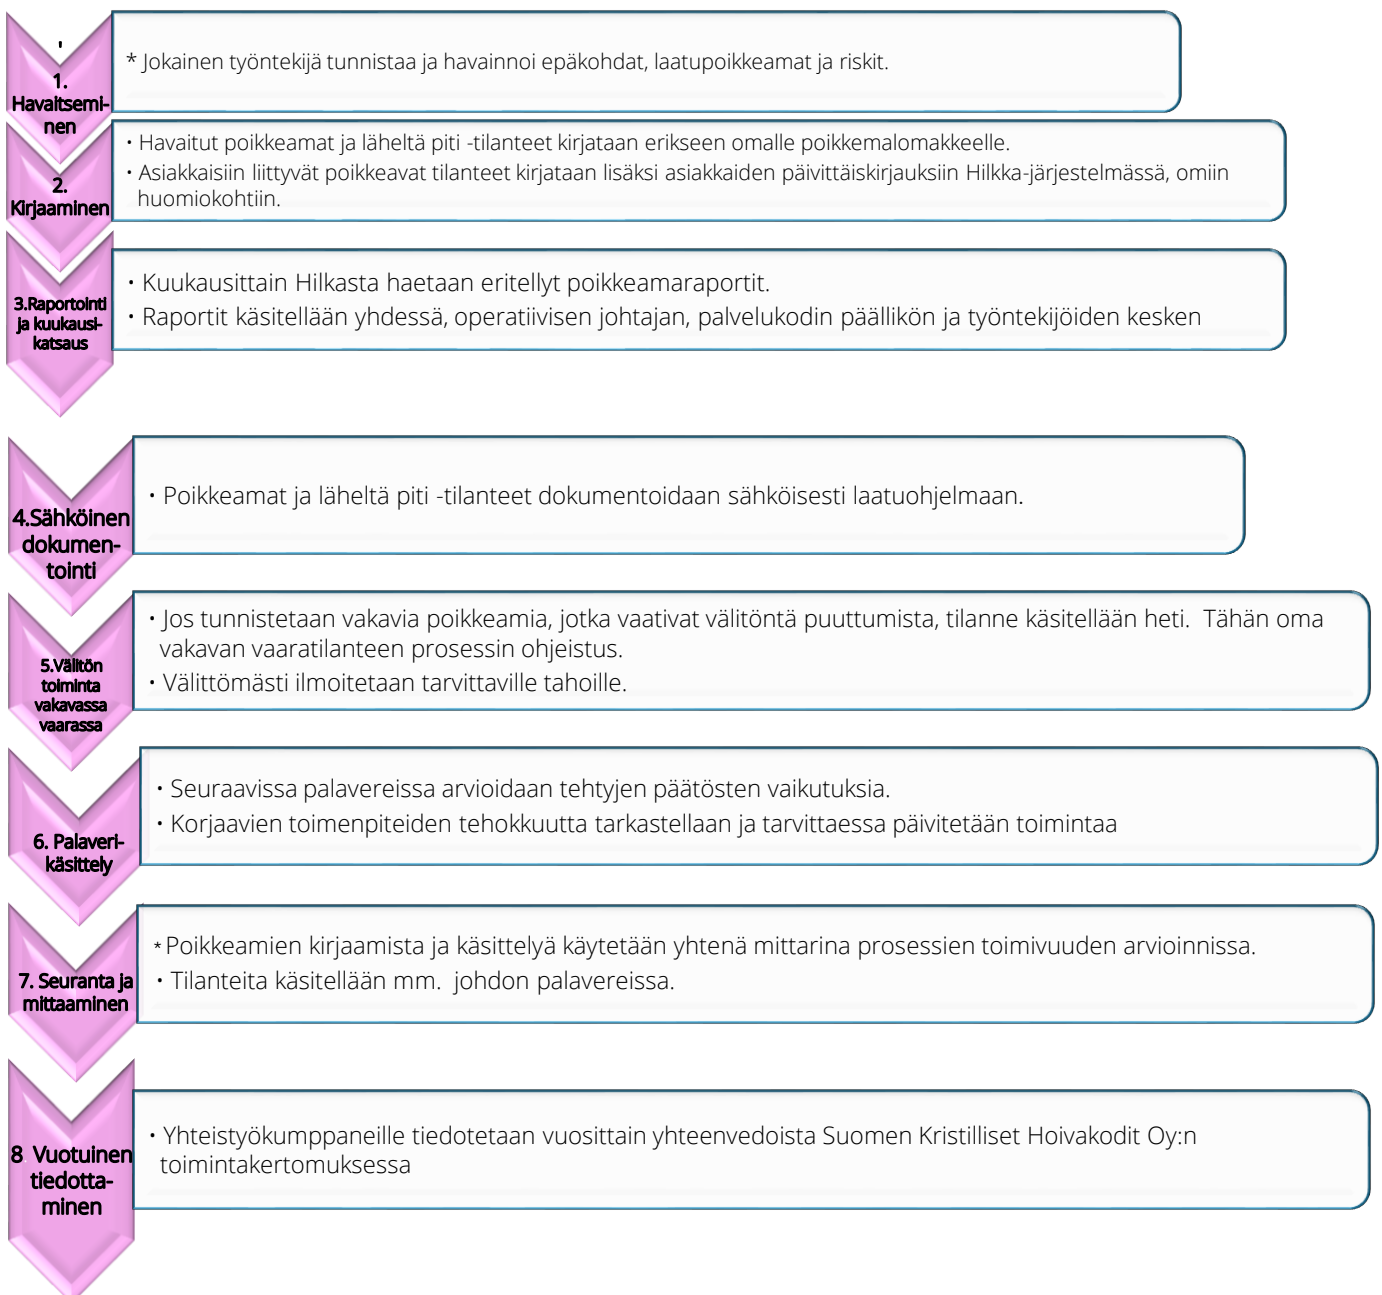 '
1.
Havaitsemi-
nen
* Jokainen työntekijä tunnistaa ja havainnoi epäkohdat, laatupoikkeamat ja riskit.
2.
Kirjaaminen
• Havaitut poikkeamat ja läheltä piti -tilanteet kirjataan erikseen omalle poikkemalomakkeelle.
• Asiakkaisiin liittyvät poikkeavat tilanteet kirjataan lisäksi asiakkaiden päivittäiskirjauksiin Hilkka-järjestelmässä, omiin
huomiokohtiin.
3.Raportointi
ja kuukausi-
katsaus
• Kuukausittain Hilkasta haetaan eritellyt poikkeamaraportit.
• Raportit käsitellään yhdessä, operatiivisen johtajan, palvelukodin päällikön ja työntekijöiden kesken
4.Sähköinen
dokumen-
tointi
• Poikkeamat ja läheltä piti -tilanteet dokumentoidaan sähköisesti laatuohjelmaan.
5.Välitön
toiminta
vakavassa
vaarassa
• Jos tunnistetaan vakavia poikkeamia, jotka vaativat välitöntä puuttumista, tilanne käsitellään heti.  Tähän oma
vakavan vaaratilanteen prosessin ohjeistus.
• Välittömästi ilmoitetaan tarvittaville tahoille.
6. Palaveri-
käsittely
• Seuraavissa palavereissa arvioidaan tehtyjen päätösten vaikutuksia.
• Korjaavien toimenpiteiden tehokkuutta tarkastellaan ja tarvittaessa päivitetään toimintaa
7. Seuranta ja
mittaaminen
* Poikkeamien kirjaamista ja käsittelyä käytetään yhtenä mittarina prosessien toimivuuden arvioinnissa.
• Tilanteita käsitellään mm.  johdon palavereissa.
8  Vuotuinen
tiedotta-
minen
• Yhteistyökumppaneille tiedotetaan vuosittain yhteenvedoista Suomen Kristilliset Hoivakodit Oy:n
toimintakertomuksessa